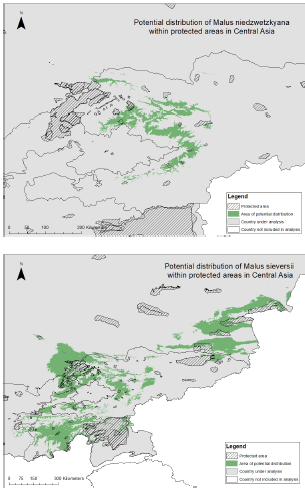 Potential distribution of Malus niedzwetzkyana
within protected areas in Central Asia
N
Legend
Protected area
Area of potential distribution
Country under analysis
Country not included in analysis
0 50 100 200 Kilometers
Potential distribution of Malus sieversii
within protected areas in Central Asia
N
Legend
Protected area
Area of potential distribution
Country under analysis
Country not included in analysis
0 75 150 300 Kilometers